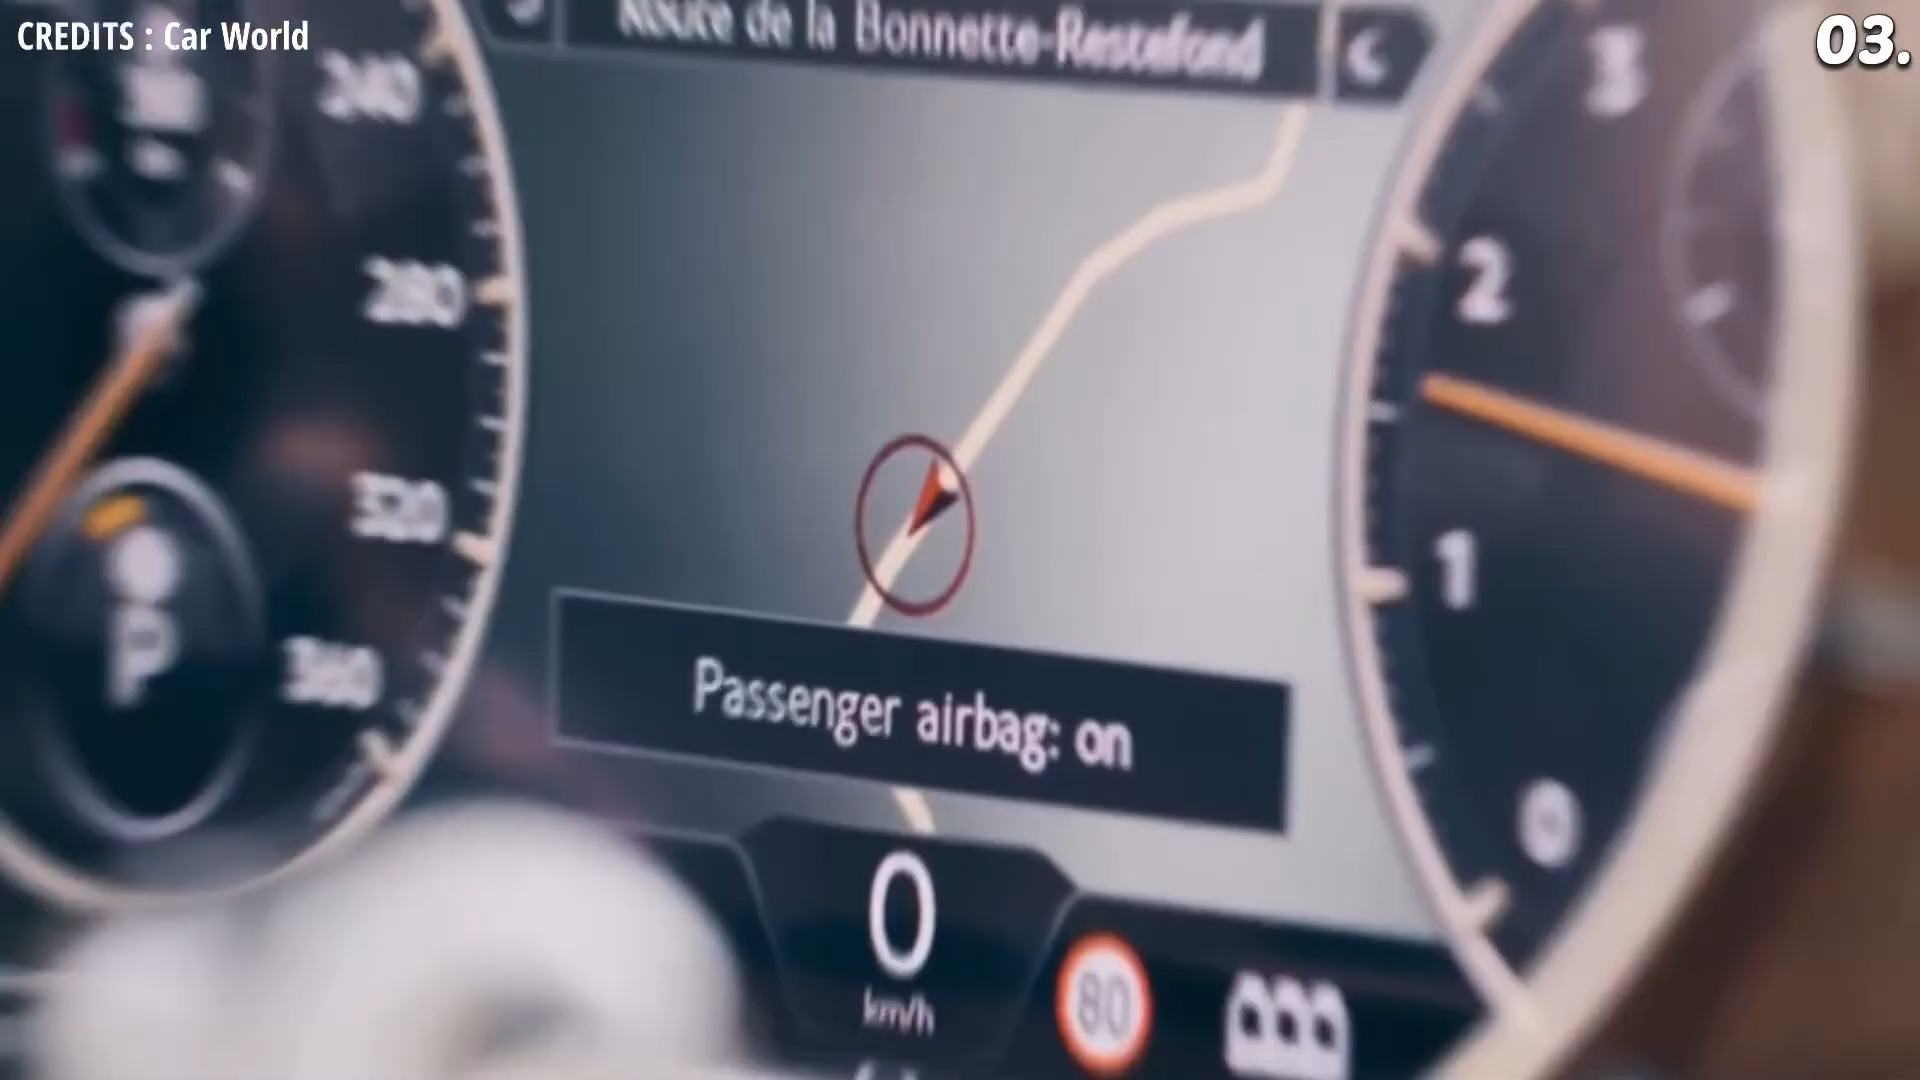 CREDITS : Car World
03.
Route de la Bonnette-Restefond
240
280
320
360
3
2
1
0
P
Passenger airbag: on
0
km/h
80